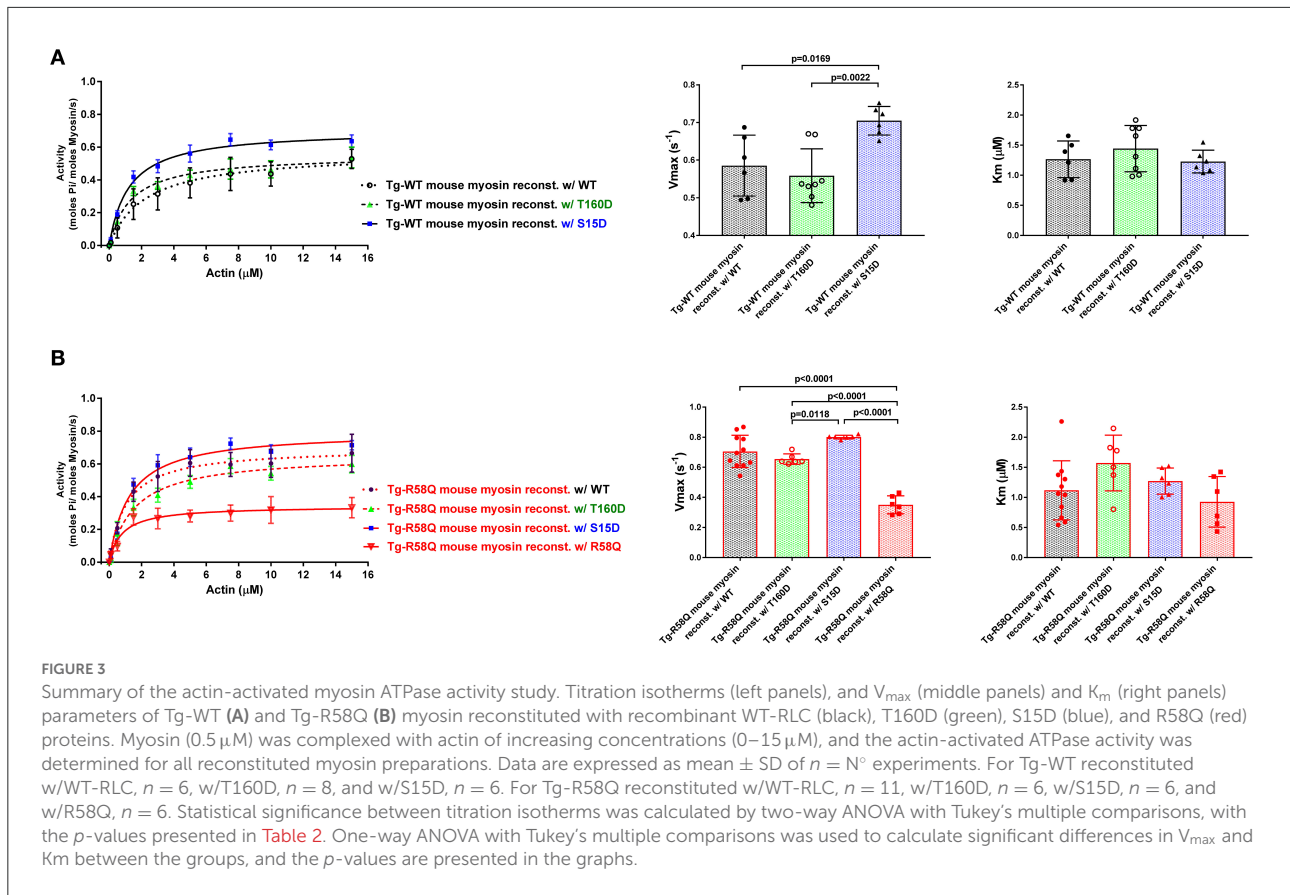 A
1.0
0.8
0.6
0.4
0.2
0.0
0 2 4 6 8 10 12 14 16
Activity
(moles Pi/ moles Myosin/s)
Actin (μM)
Tg-WT mouse myosin reconst. w/ WT
Tg-WT mouse myosin reconst. w/ T160D
Tg-WT mouse myosin reconst. w/ S15D
p=0.0169
p=0.0022
0.8
0.7
0.6
0.5
0.4
Vmax (s⁻¹)
Tg-WT mouse myosin
reconst. w/ WT
Tg-WT mouse myosin
reconst. w/ T160D
Tg-WT mouse myosin
reconst. w/ S15D
2.5
2.0
1.5
1.0
0.5
0.0
Km (μM)
Tg-WT mouse myosin
reconst. w/ WT
Tg-WT mouse myosin
reconst. w/ T160D
Tg-WT mouse myosin
reconst. w/ S15D
B
1.0
0.8
0.6
0.4
0.2
0.0
0 2 4 6 8 10 12 14 16
Activity
(moles Pi/ moles Myosin/s)
Actin (μM)
Tg-R58Q mouse myosin reconst. w/ WT
Tg-R58Q mouse myosin reconst. w/ T160D
Tg-R58Q mouse myosin reconst. w/ S15D
Tg-R58Q mouse myosin reconst. w/ R58Q
p<0.0001
p<0.0001
p=0.0118
p<0.0001
1.0
0.8
0.6
0.4
0.2
0.0
Vmax (s⁻¹)
Tg-R58Q mouse myosin
reconst. w/ WT
Tg-R58Q mouse myosin
reconst. w/ T160D
Tg-R58Q mouse myosin
reconst. w/ S15D
Tg-R58Q mouse myosin
reconst. w/ R58Q
2.5
2.0
1.5
1.0
0.5
0.0
Km (μM)
Tg-R58Q mouse myosin
reconst. w/ WT
Tg-R58Q mouse myosin
reconst. w/ T160D
Tg-R58Q mouse myosin
reconst. w/ S15D
Tg-R58Q mouse myosin
reconst. w/ R58Q
FIGURE 3
Summary of the actin-activated myosin ATPase activity study. Titration isotherms (left panels), and Vmax (middle panels) and Km (right panels)
parameters of Tg-WT (A) and Tg-R58Q (B) myosin reconstituted with recombinant WT-RLC (black), T160D (green), S15D (blue), and R58Q (red)
proteins. Myosin (0.5 μM) was complexed with actin of increasing concentrations (0–15 μM), and the actin-activated ATPase activity was
determined for all reconstituted myosin preparations. Data are expressed as mean ± SD of n = N° experiments. For Tg-WT reconstituted
w/WT-RLC, n = 6, w/T160D, n = 8, and w/S15D, n = 6. For Tg-R58Q reconstituted w/WT-RLC, n = 11, w/T160D, n = 6, w/S15D, n = 6, and
w/R58Q, n = 6. Statistical significance between titration isotherms was calculated by two-way ANOVA with Tukey's multiple comparisons, with
the p-values presented in Table 2. One-way ANOVA with Tukey's multiple comparisons was used to calculate significant differences in Vmax and
Km between the groups, and the p-values are presented in the graphs.